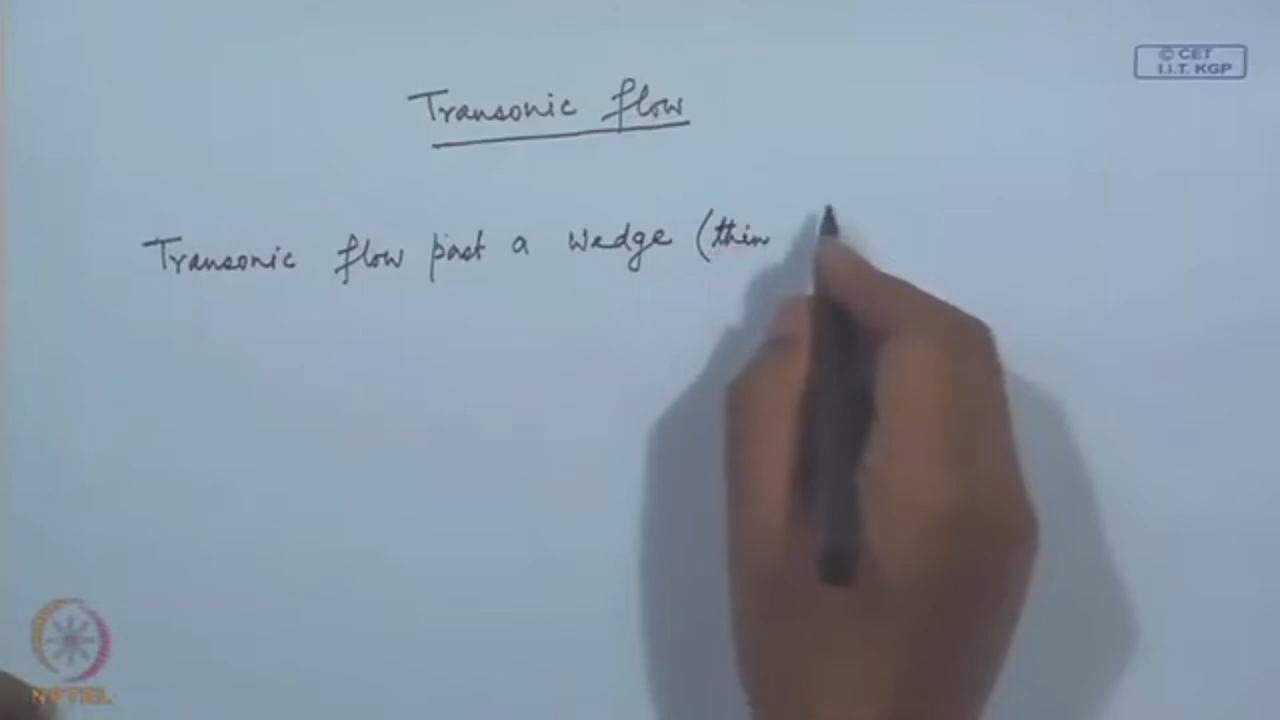 © CET
I.I.T. KGP
Transonic flow
Transonic flow past a wedge (thin
NPTEL